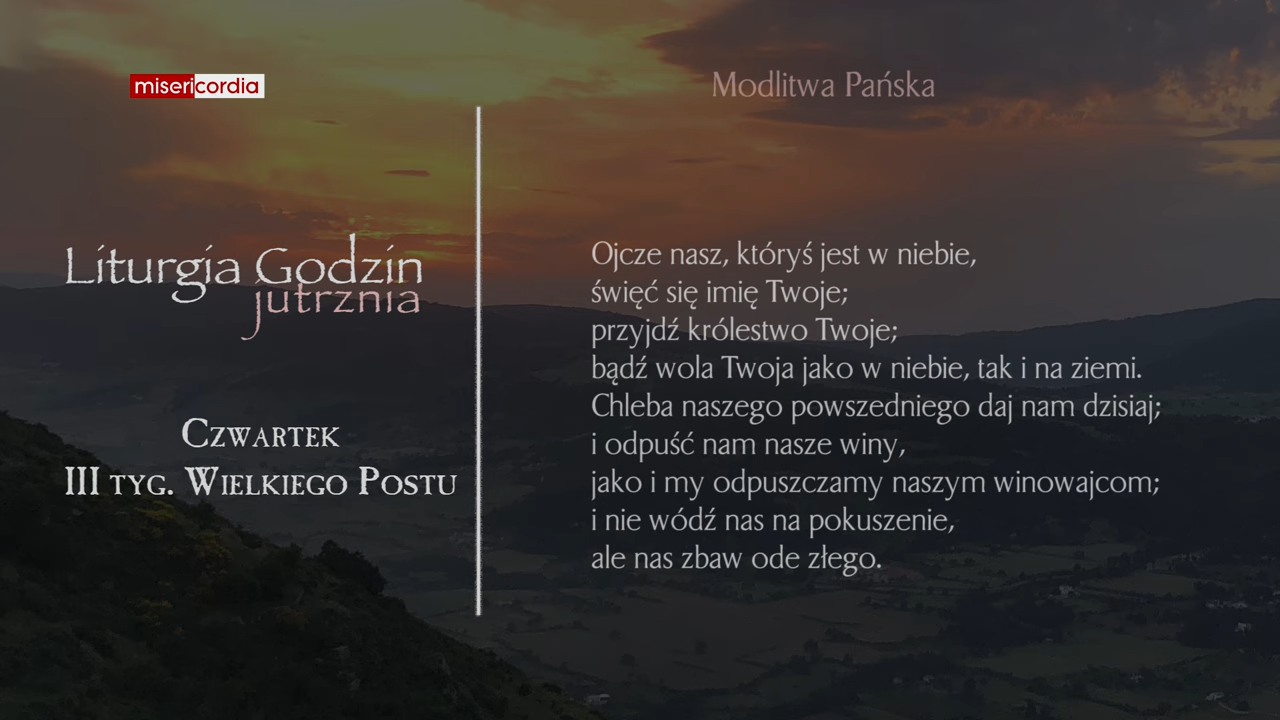 misericordia
Liturgia Godzin
jutrznia
Czwartek
III tyg. Wielkiego Postu
Modlitwa Pańska
Ojcze nasz, któryś jest w niebie,
święć się imię Twoje;
przyjdź królestwo Twoje;
bądź wola Twoja jako w niebie, tak i na ziemi.
Chleba naszego powszedniego daj nam dzisiaj;
i odpuść nam nasze winy,
jako i my odpuszczamy naszym winowajcom;
i nie wódź nas na pokuszenie,
ale nas zbaw ode złego.